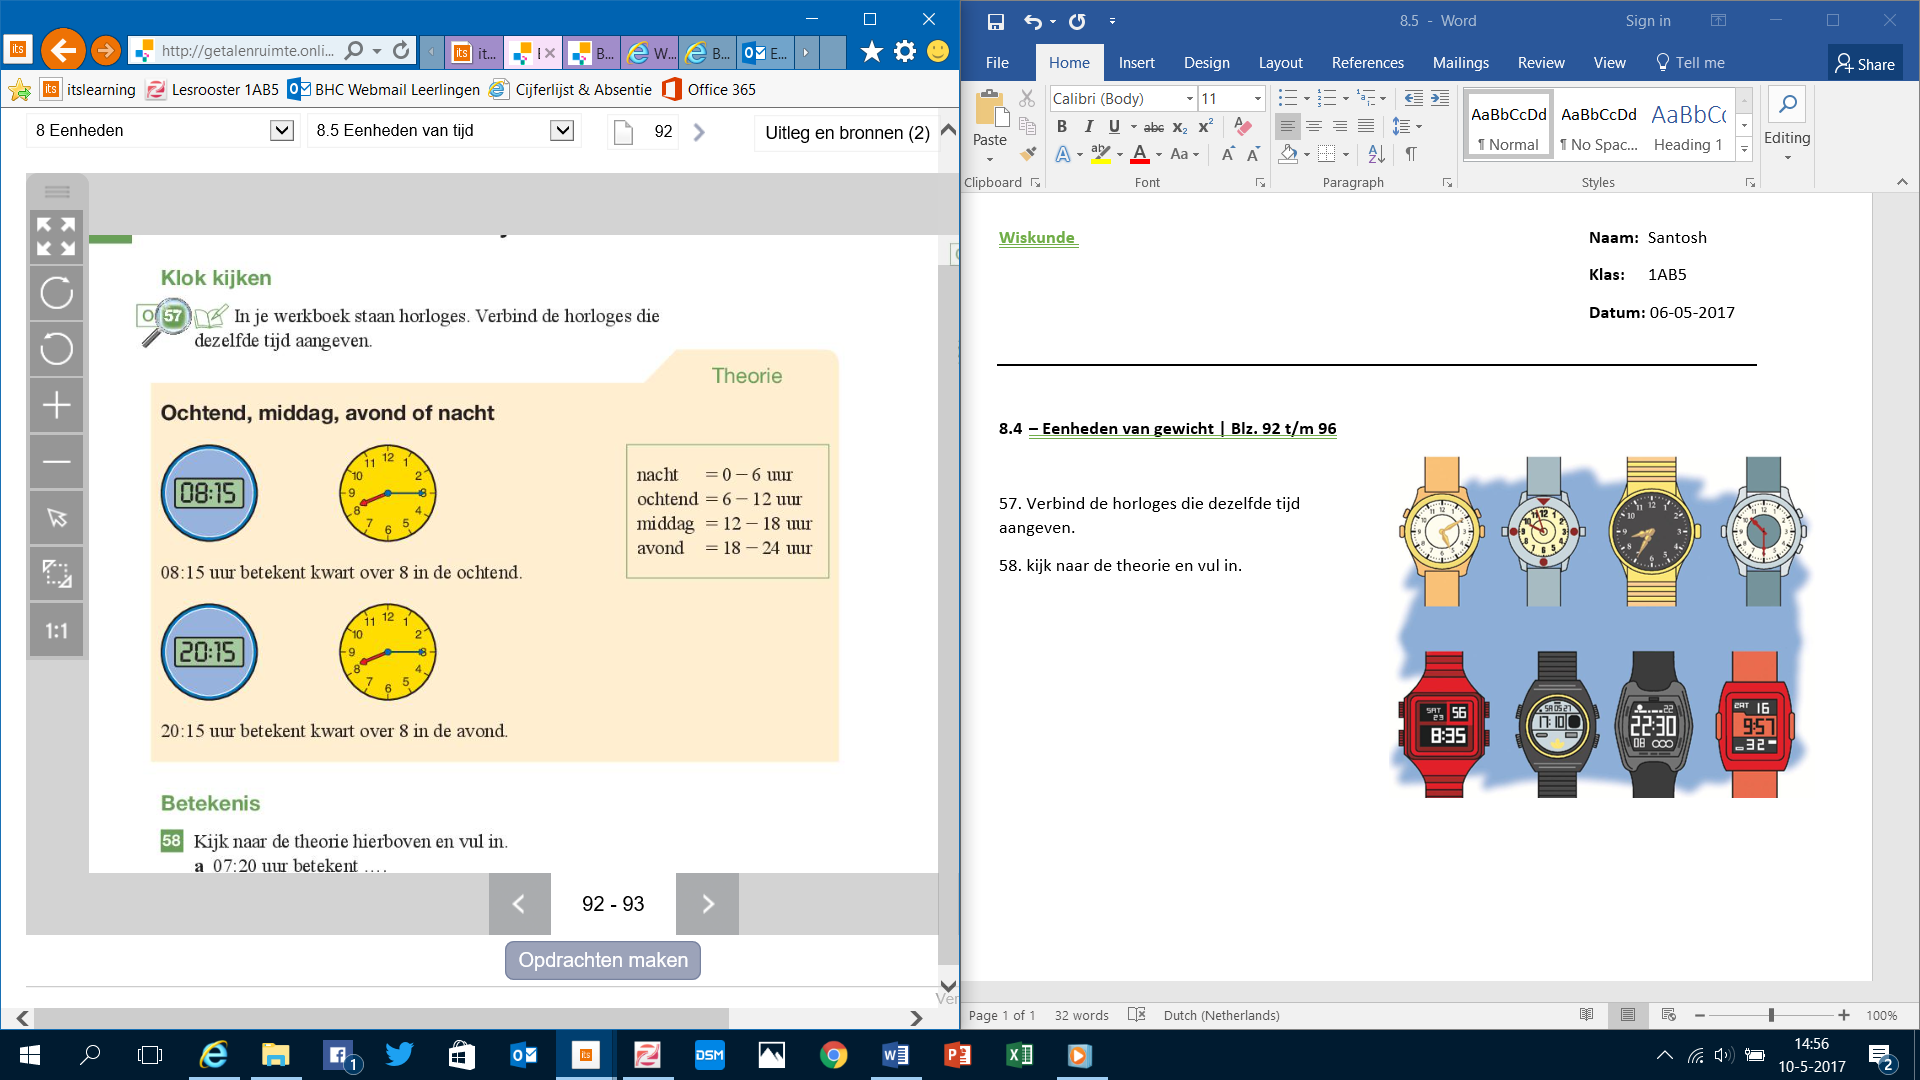 http://getalenruimte.onli...
it...
E
B...
W...
B...
E...
itslearning
Lesrooster 1AB5
BHC Webmail Leerlingen
Cijferlijst & Absentie
Office 365
8 Eenheden
8.5 Eenheden van tijd
92
Uitleg en bronnen (2)
1:1
Klok kijken
O 57 In je werkboek staan horloges. Verbind de horloges die
dezelfde tijd aangeven.
Theorie
Ochtend, middag, avond of nacht
08:15
nacht = 0 – 6 uur
ochtend = 6 – 12 uur
middag = 12 – 18 uur
avond = 18 – 24 uur
08:15 uur betekent kwart over 8 in de ochtend.
20:15
20:15 uur betekent kwart over 8 in de avond.
Betekenis
58 Kijk naar de theorie hierboven en vul in.
a 07:20 uur betekent ....
92 - 93
Opdrachten maken
Ver
8.5 - Word
Sign in
File Home Insert Design Layout References Mailings Review View Tell me Share
Calibri (Body) 11
Paste
Clipboard Font Paragraph Styles
AaBbCcDd AaBbCcDd AaBbCc
¶ Normal ¶ No Spac... Heading 1
Editing
Wiskunde
Naam: Santosh
Klas: 1AB5
Datum: 06-05-2017
8.4 – Eenheden van gewicht | Blz. 92 t/m 96
57. Verbind de horloges die dezelfde tijd
aangeven.
58. kijk naar de theorie en vul in.
SAT 23 56
8:35
17:10
22:30
08
16
9:57
32
Page 1 of 1 32 words Dutch (Netherlands) 100%
14:56
10-5-2017